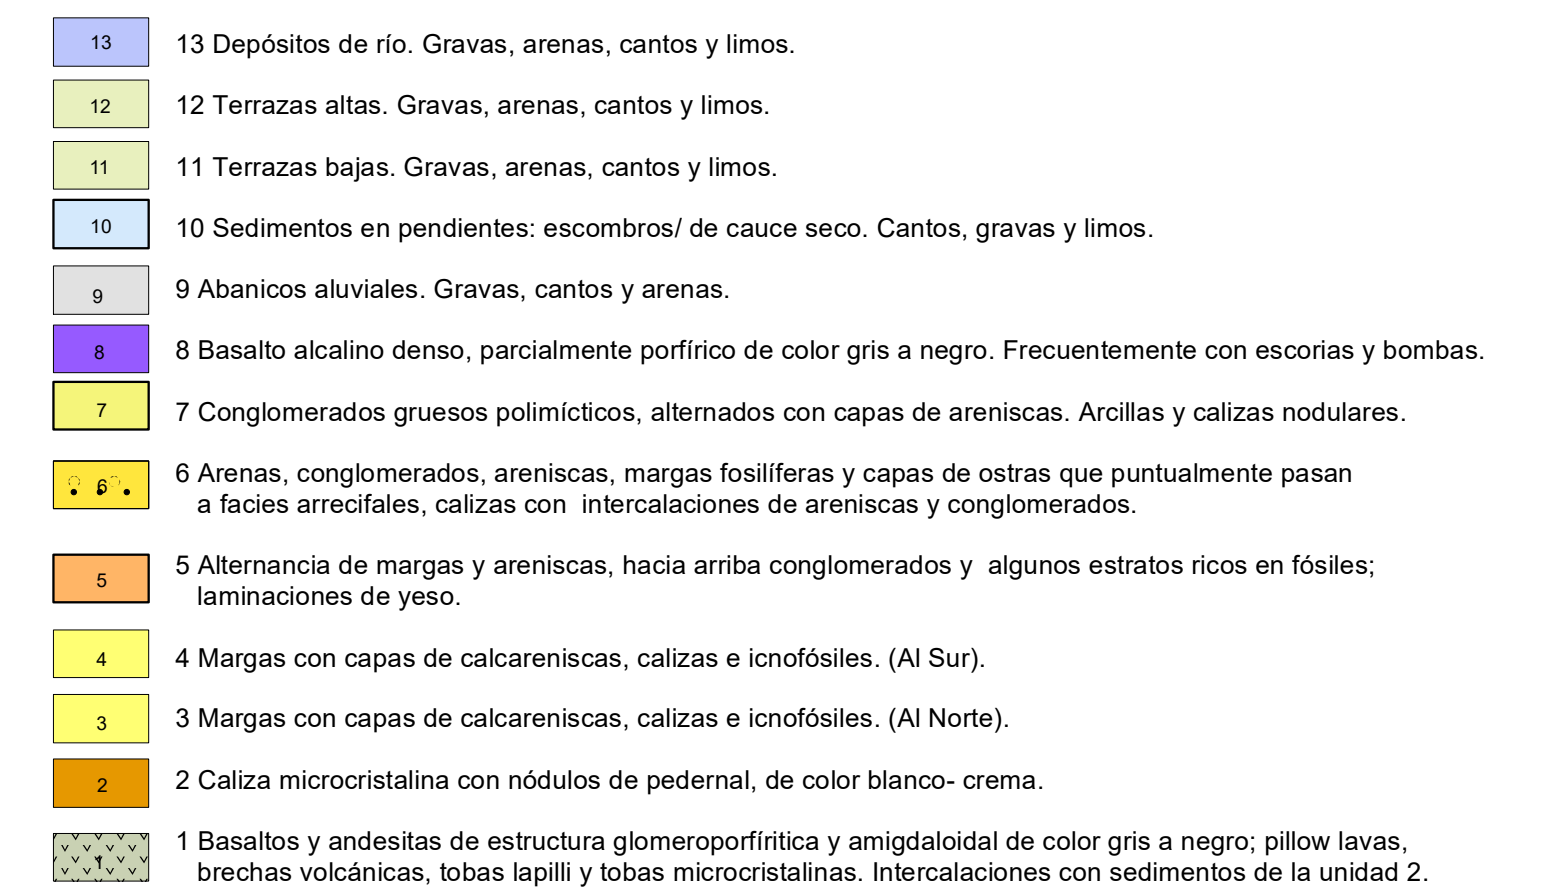 13 13 Depósitos de río. Gravas, arenas, cantos y limos.
12 12 Terrazas altas. Gravas, arenas, cantos y limos.
11 11 Terrazas bajas. Gravas, arenas, cantos y limos.
10 10 Sedimentos en pendientes: escombros/ de cauce seco. Cantos, gravas y limos.
9 9 Abanicos aluviales. Gravas, cantos y arenas.
8 8 Basalto alcalino denso, parcialmente porfírico de color gris a negro. Frecuentemente con escorias y bombas.
7 7 Conglomerados gruesos polimícticos, alternados con capas de areniscas. Arcillas y calizas nodulares.
6 6 Arenas, conglomerados, areniscas, margas fosilíferas y capas de ostras que puntualmente pasan
a facies arrecifales, calizas con intercalaciones de areniscas y conglomerados.
5 5 Alternancia de margas y areniscas, hacia arriba conglomerados y algunos estratos ricos en fósiles;
laminaciones de yeso.
4 4 Margas con capas de calcareniscas, calizas e icnofósiles. (Al Sur).
3 3 Margas con capas de calcareniscas, calizas e icnofósiles. (Al Norte).
2 2 Caliza microcristalina con nódulos de pedernal, de color blanco- crema.
1 1 Basaltos y andesitas de estructura glomeroporfíritica y amigdaloidal de color gris a negro; pillow lavas,
brechas volcánicas, tobas lapilli y tobas microcristalinas. Intercalaciones con sedimentos de la unidad 2.